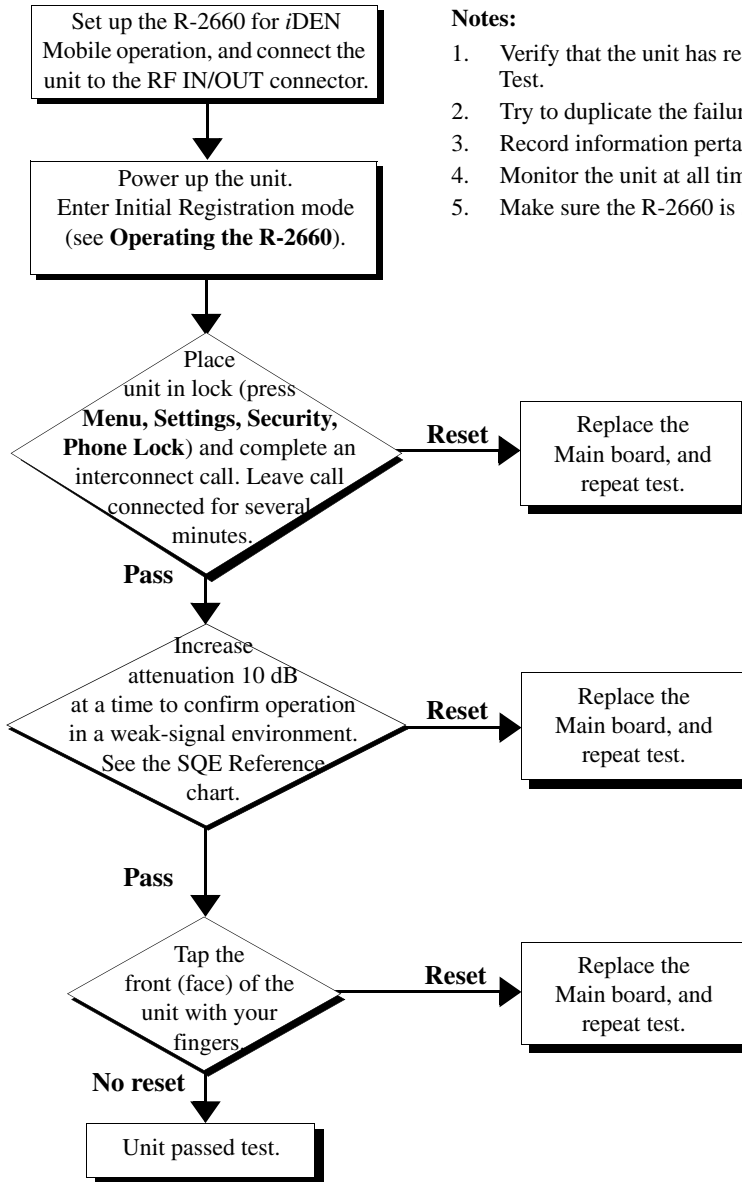 Set up the R-2660 for iDEN
Mobile operation, and connect the
unit to the RF IN/OUT connector.
Notes:
1. Verify that the unit has
Test.
2. Try to duplicate the
3. Record information
4. Monitor the unit at all
5. Make sure the R-2660 is
Power up the unit.
Enter Initial Registration mode
(see Operating the R-2660).
Place
unit in lock (press
Menu, Settings, Security,
Phone Lock) and complete an
interconnect call. Leave call
connected for several
minutes.
Reset
Replace the
Main board, and
repeat test.
Pass
Increase
attenuation 10 dB
at a time to confirm operation
in a weak-signal environment.
See the SQE Reference
chart.
Reset
Replace the
Main board, and
repeat test.
Pass
Tap the
front (face) of the
unit with your
fingers.
Reset
Replace the
Main board, and
repeat test.
No reset
Unit passed test.